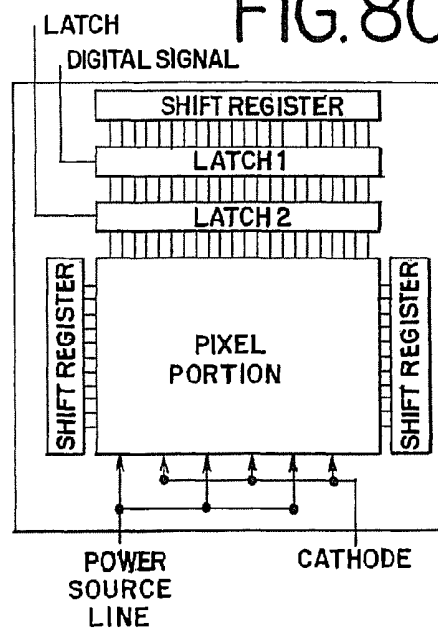 FIG. 8C
LATCH
DIGITAL SIGNAL
SHIFT REGISTER
LATCH 1
LATCH 2
SHIFT REGISTER
PIXEL
PORTION
SHIFT REGISTER
POWER
SOURCE
LINE
CATHODE